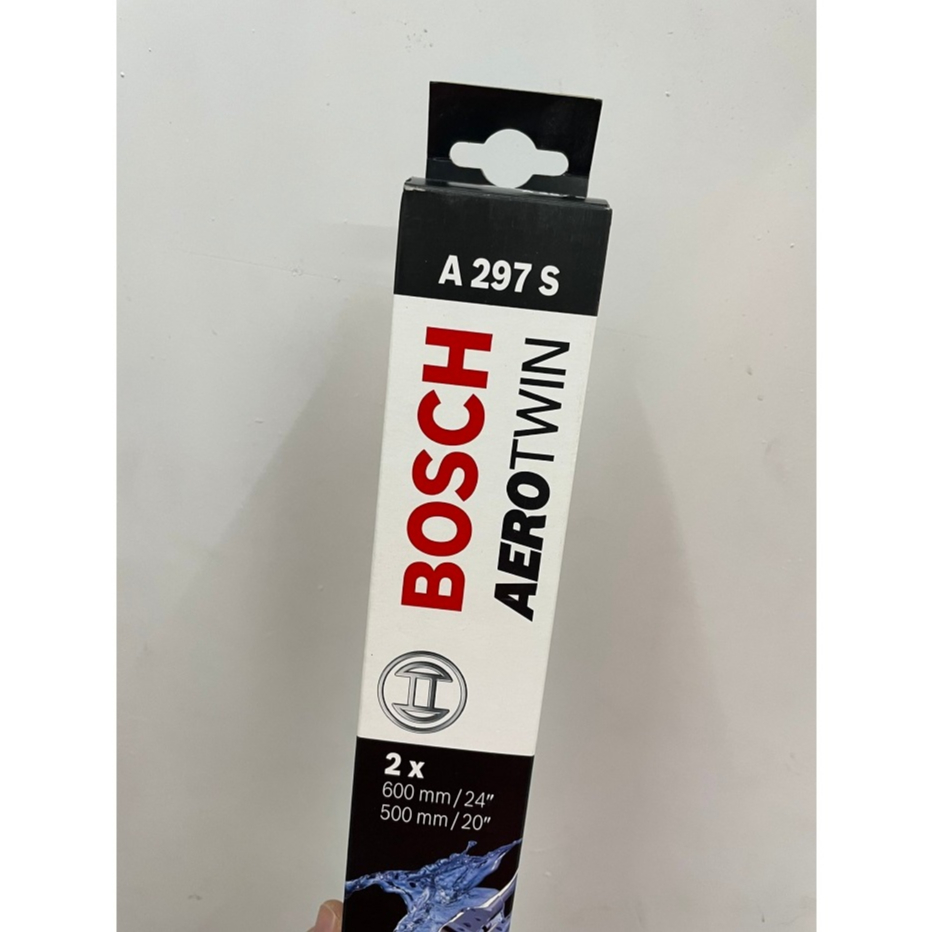 A 297 S
BOSCH
AEROTWIN
2 x
600 mm/24"
500 mm/20"